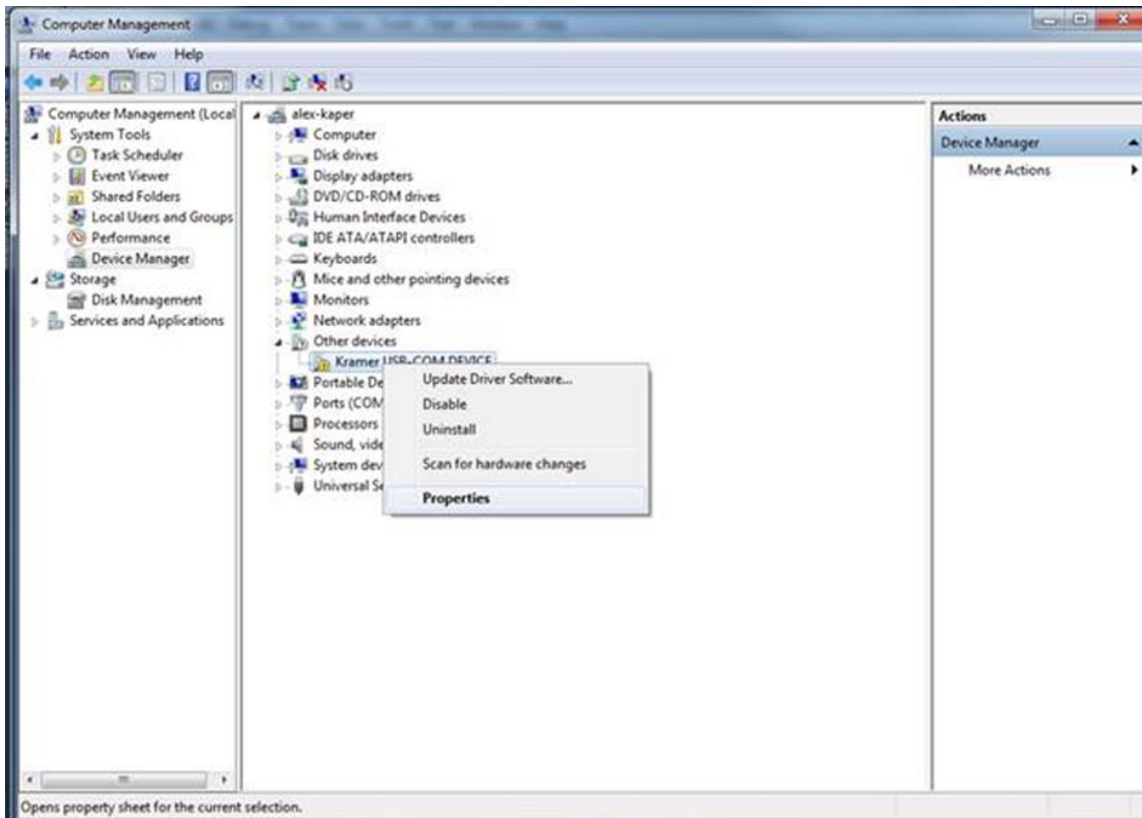 Computer Management
File Action View Help
Computer Management (Local
System Tools
Task Scheduler
Event Viewer
Shared Folders
Local Users and Groups
Performance
Device Manager
Storage
Disk Management
Services and Applications
alex-kaper
Computer
Disk drives
Display adapters
DVD/CD-ROM drives
Human Interface Devices
IDE ATA/ATAPI controllers
Keyboards
Mice and other pointing devices
Monitors
Network adapters
Other devices
Kramer USB-COM DEVICE
Portable De
Ports (COM
Processors
Sound, vide
System dev
Universal Se
Update Driver Software...
Disable
Uninstall
Scan for hardware changes
Properties
Actions
Device Manager
More Actions
Opens property sheet for the current selection.